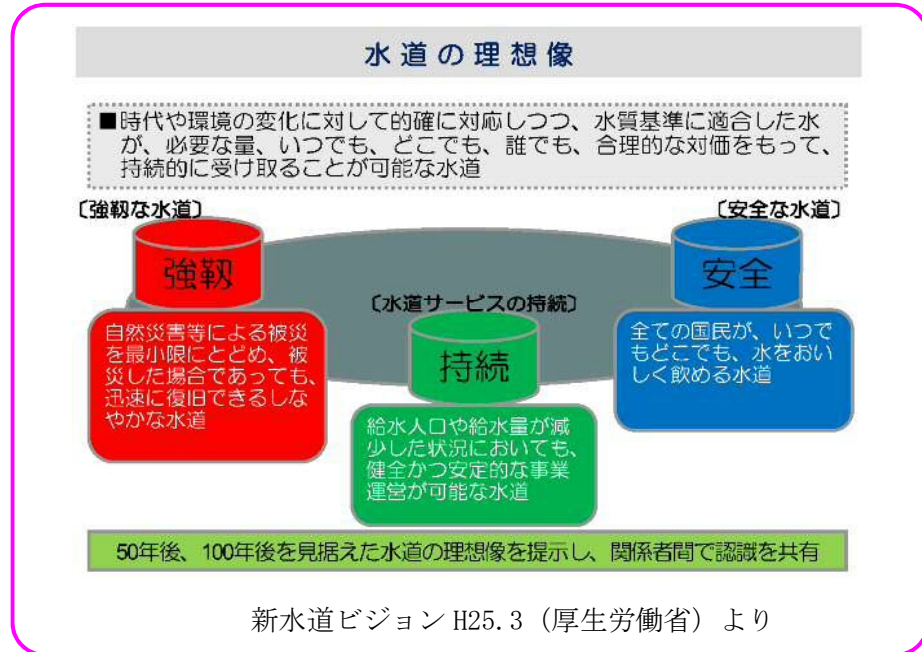 水道の理想像
■時代や環境の変化に対して的確に対応しつつ、水質基準に適合した水
が、必要な量、いつでも、どこでも、誰でも、合理的な対価をもって、
持続的に受け取ることが可能な水道
〔強靱な水道〕
〔安全な水道〕
強靱
安全
〔水道サービスの持続〕
持続
自然災害等による被災
を最小限にとどめ、被
災した場合であっても、
迅速に復旧できるしな
やかな水道
全ての国民が、いつで
もどこでも、水をおい
しく飲める水道
給水人口や給水量が減
少した状況においても、
健全かつ安定的な事業
運営が可能な水道
50年後、100年後を見据えた水道の理想像を提示し、関係者間で認識を共有
新水道ビジョン H25.3（厚生労働省）より